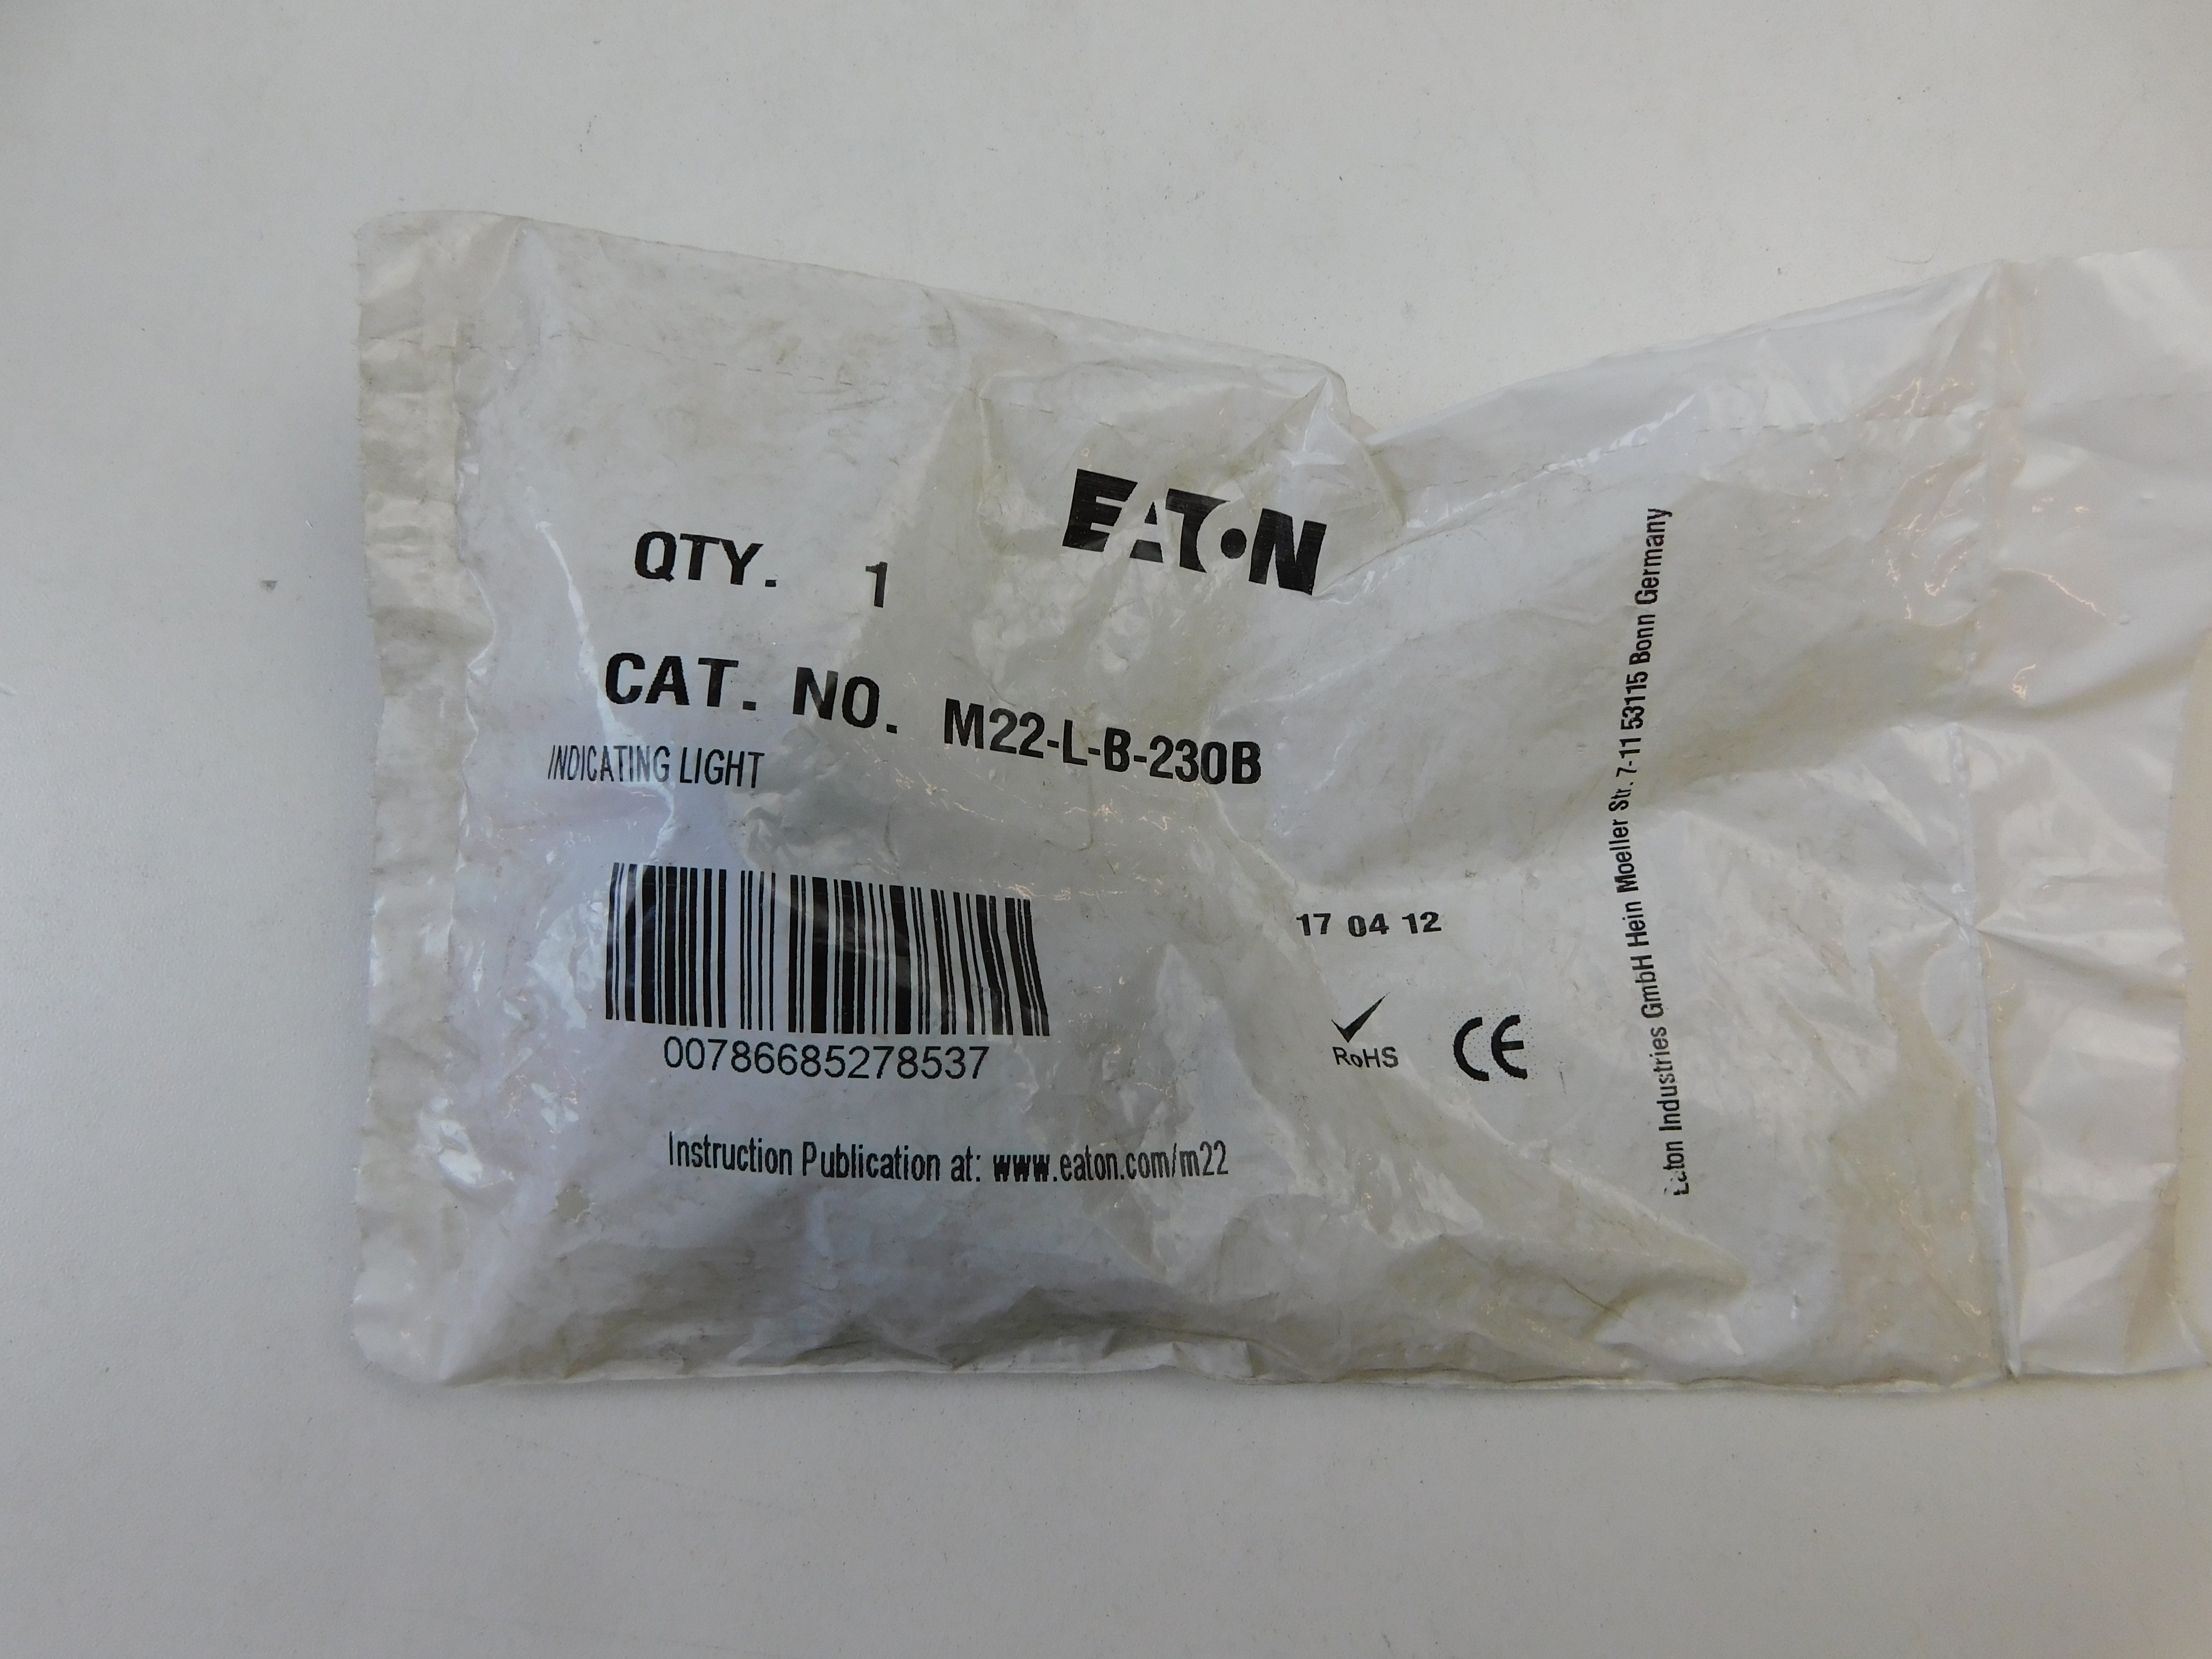 EATON
QTY. 1
CAT. NO. M22-L-B-230B
INDICATING LIGHT
00786685278537
17 04 12
RoHS
CE
Instruction Publication at: www.eaton.com/m22
Eaton Industries GmbH Hein Moeller Str. 7-11 53115 Bonn Germany